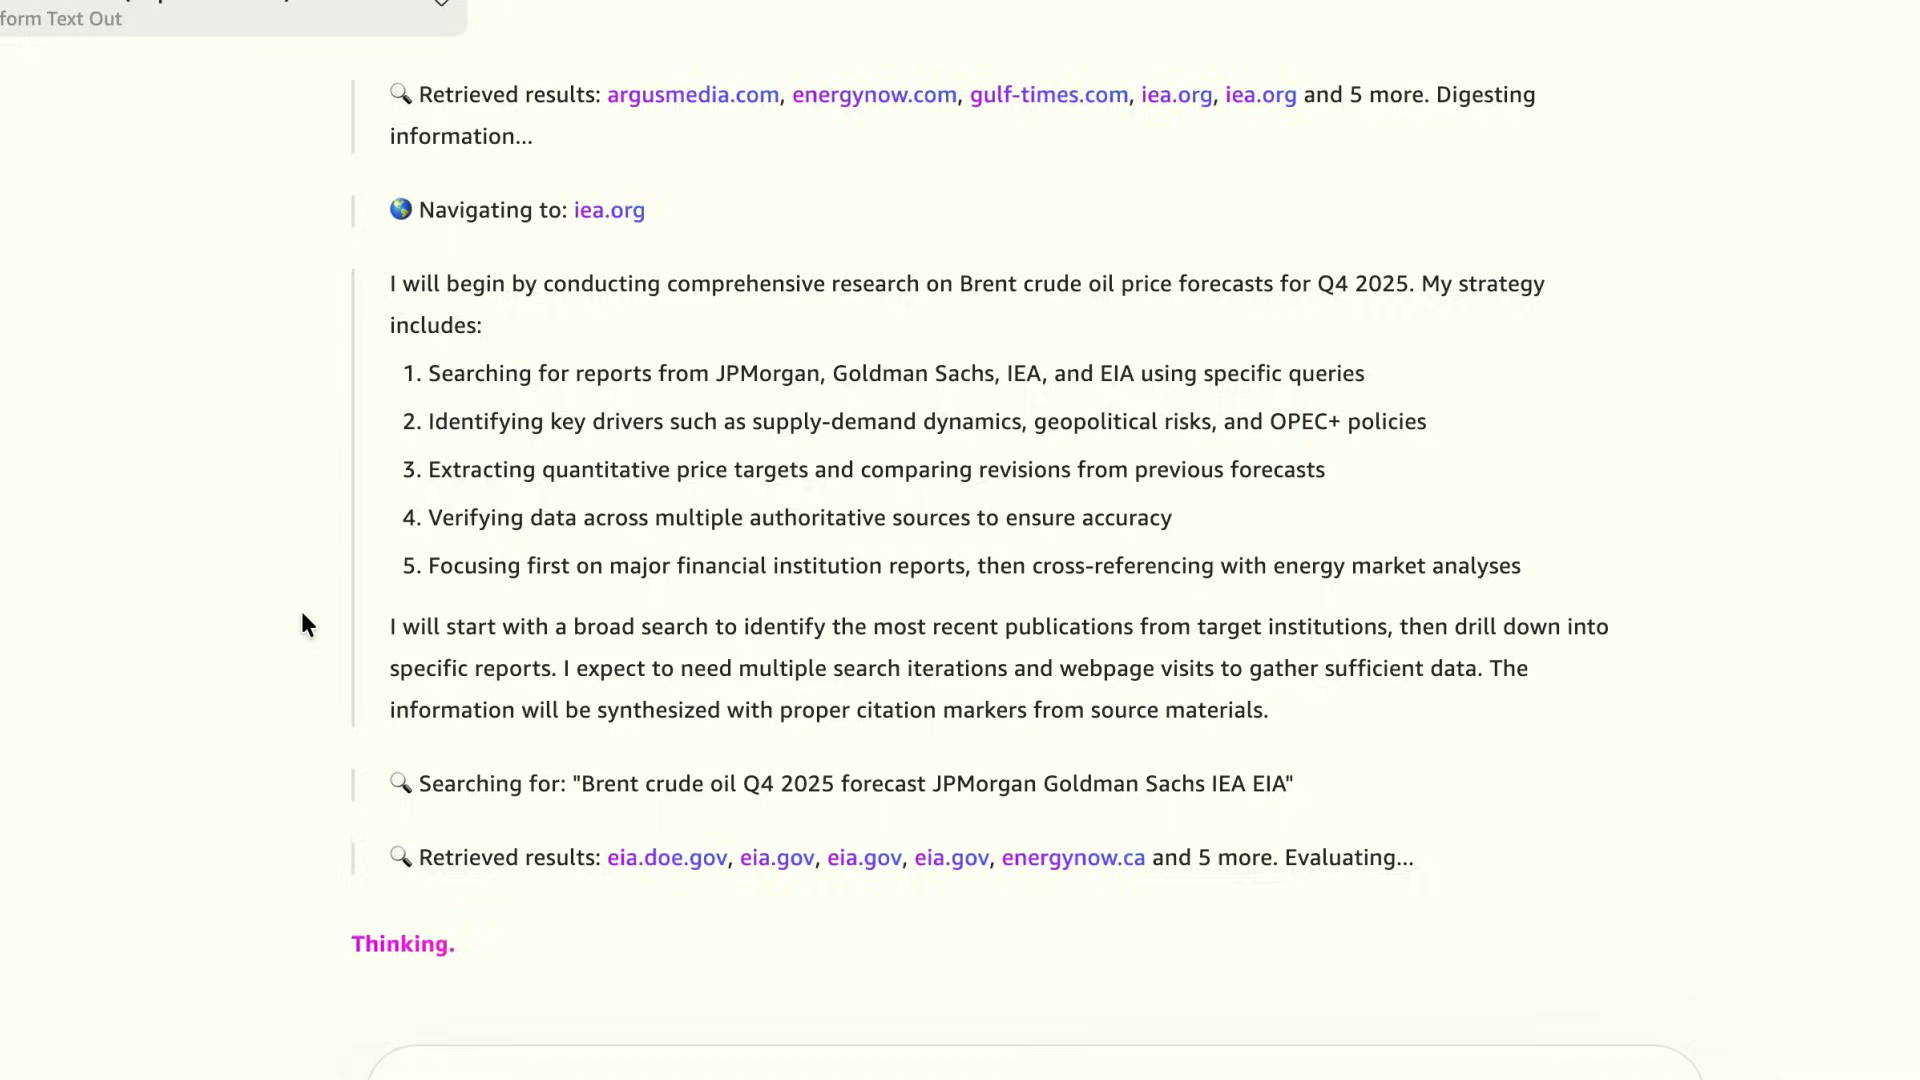 form Text Out
Retrieved results: argusmedia.com, energynow.com, gulf-times.com, iea.org, iea.org and 5 more. Digesting
information...
Navigating to: iea.org
I will begin by conducting comprehensive research on Brent crude oil price forecasts for Q4 2025. My strategy
includes:
1. Searching for reports from JPMorgan, Goldman Sachs, IEA, and EIA using specific queries
2. Identifying key drivers such as supply-demand dynamics, geopolitical risks, and OPEC+ policies
3. Extracting quantitative price targets and comparing revisions from previous forecasts
4. Verifying data across multiple authoritative sources to ensure accuracy
5. Focusing first on major financial institution reports, then cross-referencing with energy market analyses
I will start with a broad search to identify the most recent publications from target institutions, then drill down into
specific reports. I expect to need multiple search iterations and webpage visits to gather sufficient data. The
information will be synthesized with proper citation markers from source materials.
Searching for: "Brent crude oil Q4 2025 forecast JPMorgan Goldman Sachs IEA EIA"
Retrieved results: eia.doe.gov, eia.gov, eia.gov, eia.gov, energynow.ca and 5 more. Evaluating...
Thinking.